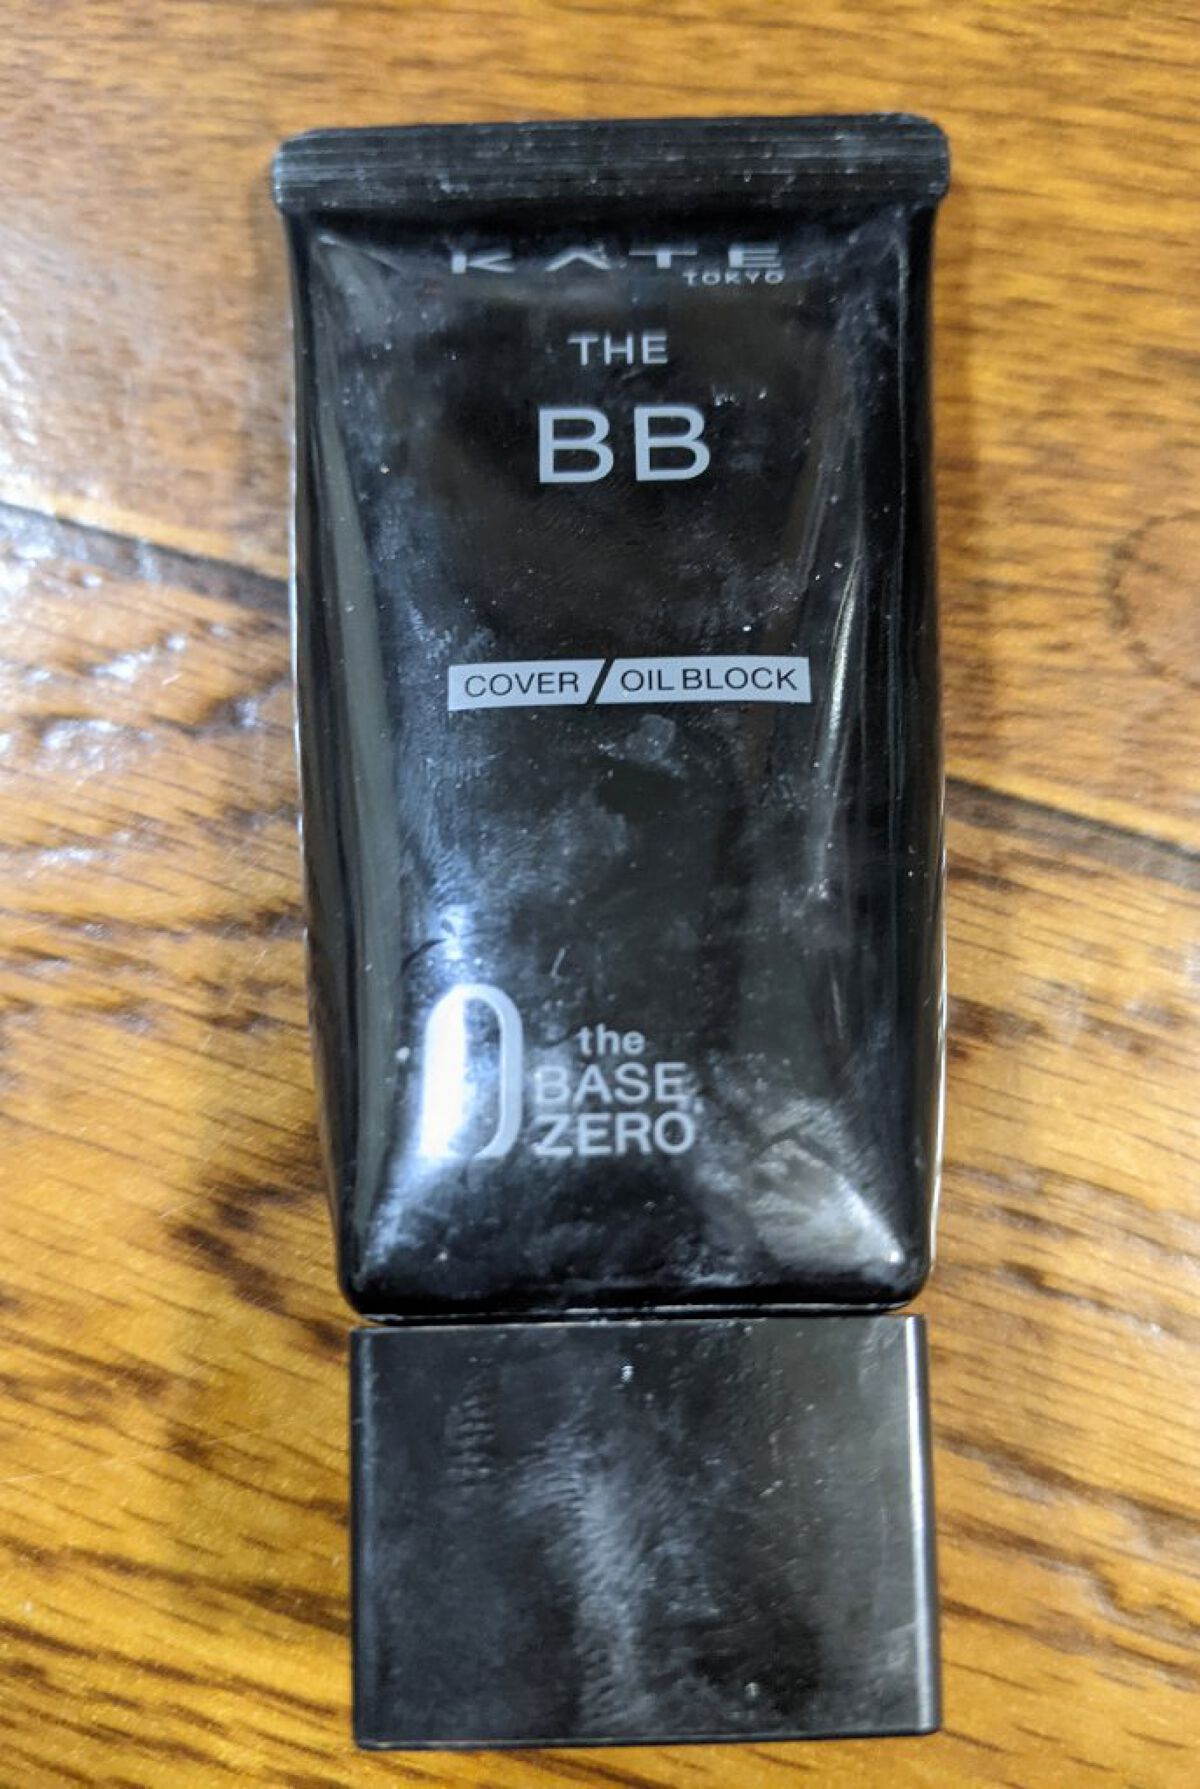 KATE
TOKYO
THE
BB
COVER/OIL BLOCK
0 the
BASE
ZERO